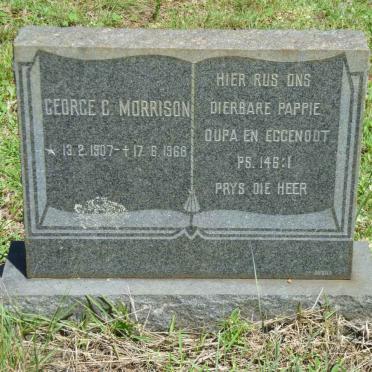 GEORGE C. MORRISON
* 13.2.1907 - † 17.6.1968
HIER RUS ONS
DIERBARE PAPPIE,
OUPA EN EGGENOOT
PS. 146:1
PRYS DIE HEER